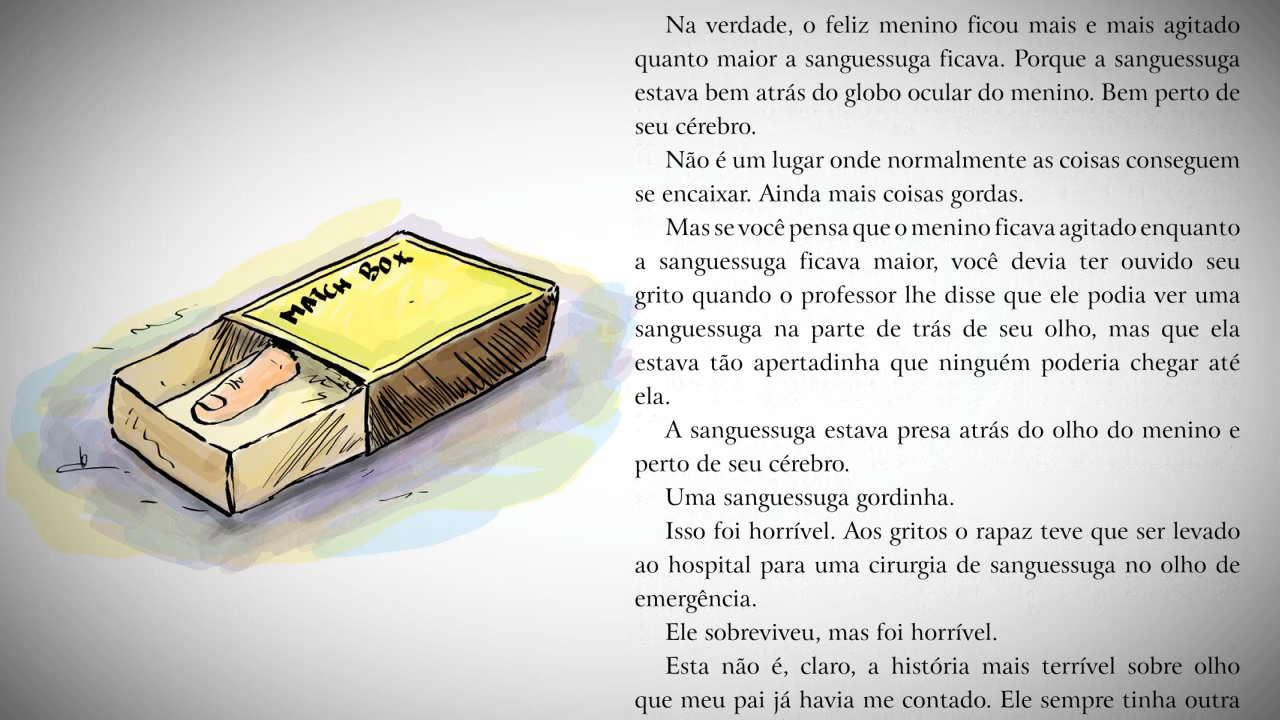 MATCH BOX
Na verdade, o feliz menino ficou mais e mais agitado
quanto maior a sanguessuga ficava. Porque a sanguessuga
estava bem atrás do globo ocular do menino. Bem perto de
seu cérebro.
Não é um lugar onde normalmente as coisas conseguem
se encaixar. Ainda mais coisas gordas.
Mas se você pensa que o menino ficava agitado enquanto
a sanguessuga ficava maior, você devia ter ouvido seu
grito quando o professor lhe disse que ele podia ver uma
sanguessuga na parte de trás de seu olho, mas que ela
estava tão apertadinha que ninguém poderia chegar até
ela.
A sanguessuga estava presa atrás do olho do menino e
perto de seu cérebro.
Uma sanguessuga gordinha.
Isso foi horrível. Aos gritos o rapaz teve que ser levado
ao hospital para uma cirurgia de sanguessuga no olho de
emergência.
Ele sobreviveu, mas foi horrível.
Esta não é, claro, a história mais terrível sobre olho
que meu pai já havia me contado. Ele sempre tinha outra